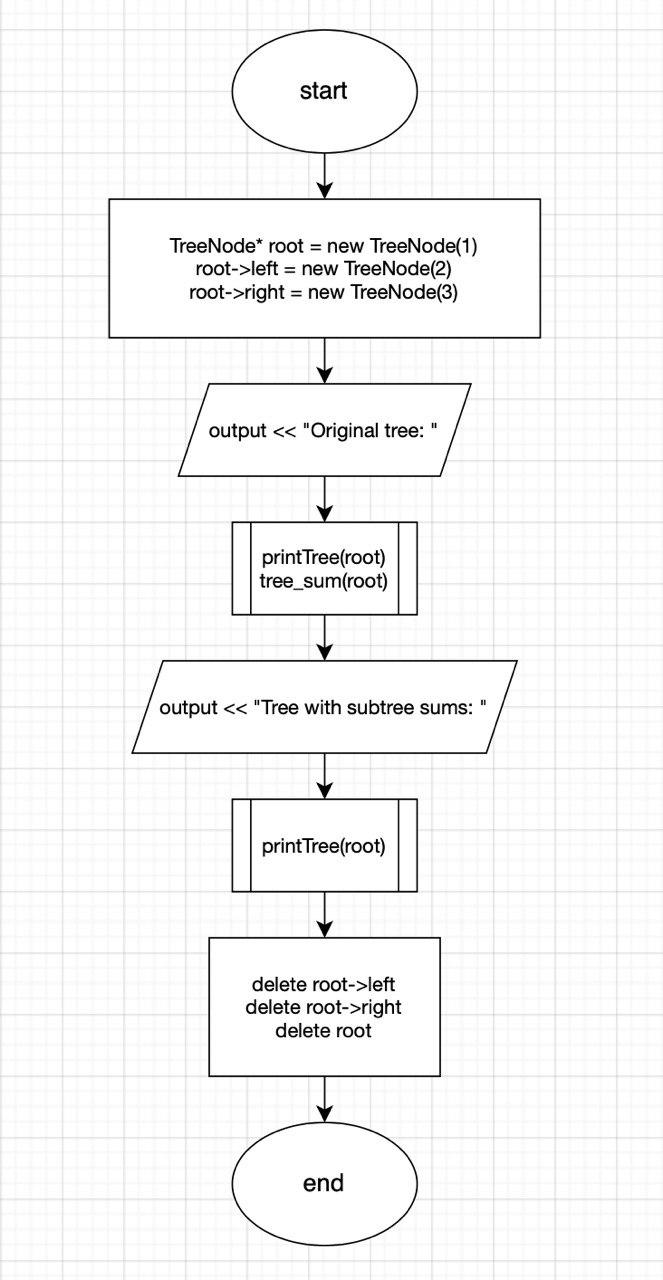 start
TreeNode* root = new TreeNode(1)
root->left = new TreeNode(2)
root->right = new TreeNode(3)
output << "Original tree: "
printTree(root)
tree_sum(root)
output << "Tree with subtree sums: "
printTree(root)
delete root->left
delete root->right
delete root
end